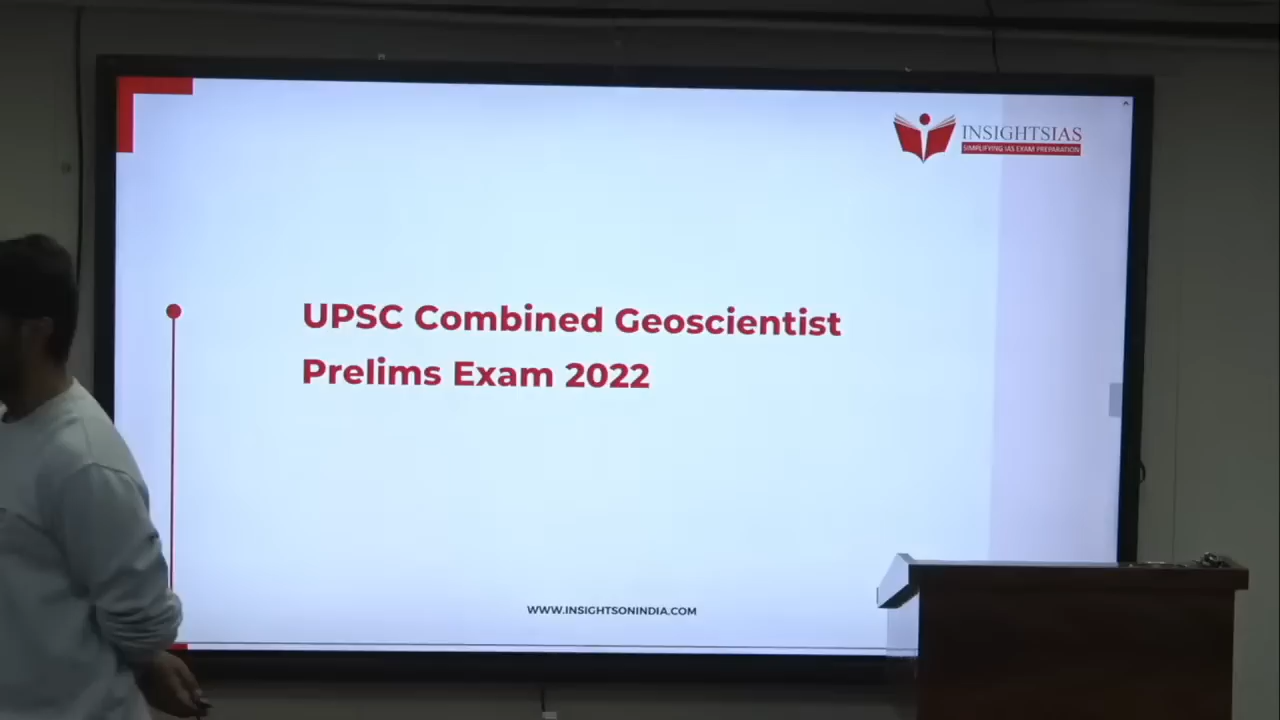 INSIGHTSIAS
SIMPLIFYING IAS EXAM PREPARATION
UPSC Combined Geoscientist
Prelims Exam 2022
WWW.INSIGHTSONINDIA.COM